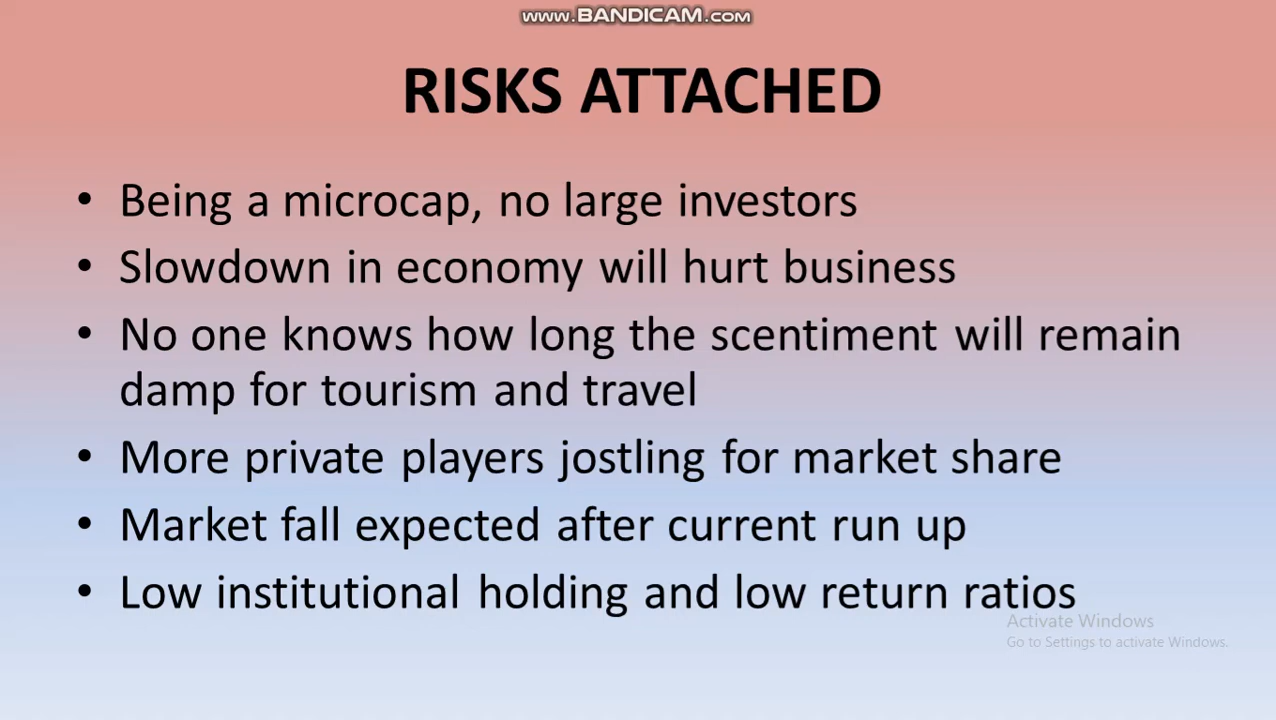 www.BANDICAM.com
RISKS ATTACHED
• Being a microcap, no large investors
• Slowdown in economy will hurt business
• No one knows how long the scentiment will remain
damp for tourism and travel
• More private players jostling for market share
• Market fall expected after current run up
• Low institutional holding and low return ratios
Activate Windows
Go to Settings to activate Windows.